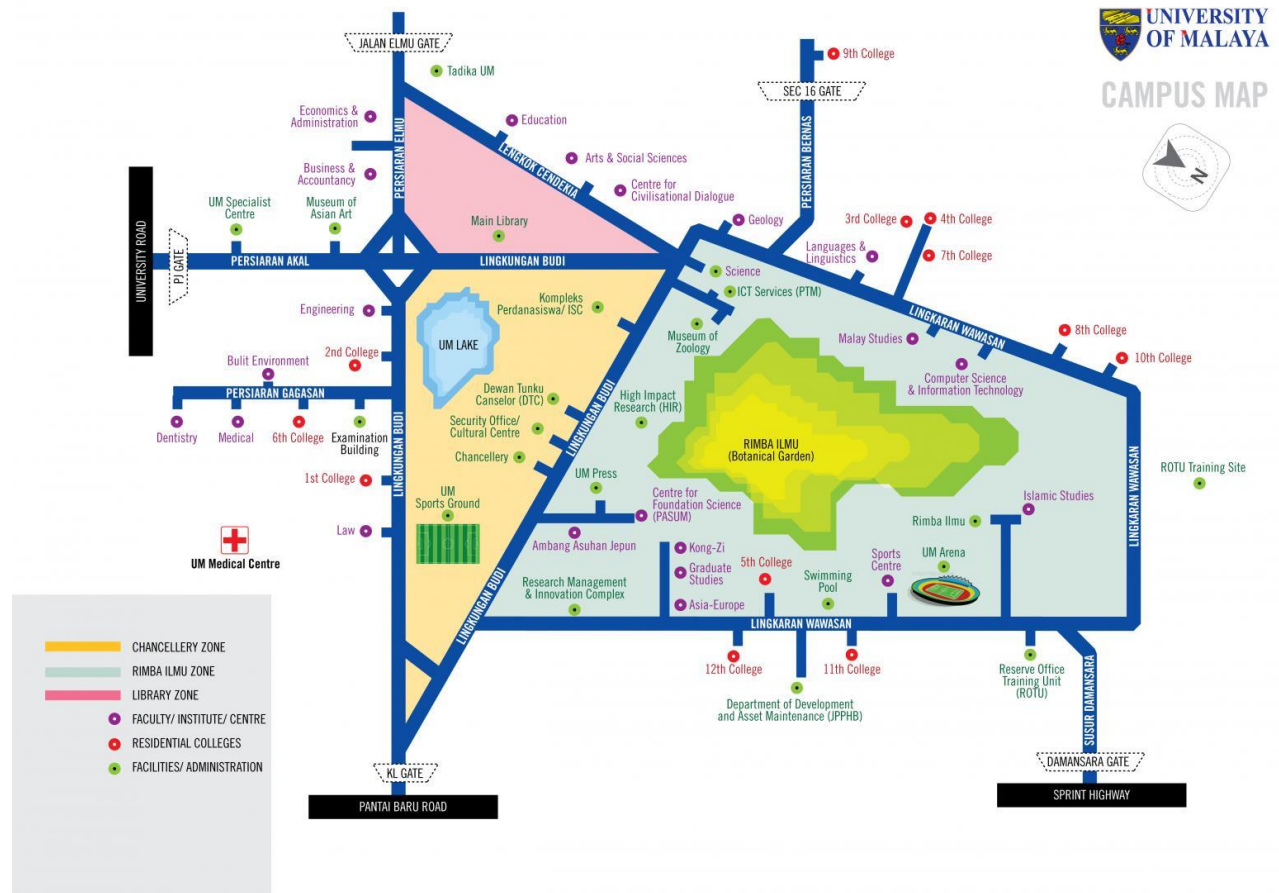 UNIVERSITY
OF MALAYA
CAMPUS MAP
N
JALAN ELMU GATE
Tadika UM
9th College
SEC 16 GATE
Economics &
Administration
Education
PERSIARAN ELMU
LENGKOK CENDEKIA
Arts & Social Sciences
PERSIARAN BERNAS
Business &
Accountancy
Centre for
Civilisational Dialogue
UM Specialist
Centre
Museum of
Asian Art
Main Library
Geology
3rd College
4th College
Languages &
Linguistics
7th College
UNIVERSITY ROAD
PJ GATE
PERSIARAN AKAL
LINGKUNGAN BUDI
Science
ICT Services (PTM)
Engineering
Kompleks
Perdanasiswa/ ISC
LINGKARAN WAWASAN
2nd College
UM LAKE
Museum of
Zoology
Malay Studies
8th College
10th College
Bulit Environment
PERSIARAN GAGASAN
Computer Science
& Information Technology
Dentistry
Medical
6th College
Examination
Building
LINGKUNGAN BUDI
Dewan Tunku
Canselor (DTC)
Security Office/
Cultural Centre
Chancellery
LINGKUNGAN BUDI
High Impact
Research (HIR)
RIMBA ILMU
(Botanical Garden)
LINGKARAN WAWASAN
ROTU Training Site
1st College
UM
Sports Ground
UM Press
Centre for
Foundation Science
(PASUM)
Islamic Studies
Law
Ambang Asuhan Jepun
Rimba Ilmu
UM Medical Centre
Kong-Zi
Graduate
Studies
Asia-Europe
5th College
Swimming
Pool
Sports
Centre
UM Arena
Research Management
& Innovation Complex
LINGKUNGAN BUDI
LINGKARAN WAWASAN
12th College
11th College
Department of Development
and Asset Maintenance (JPPHB)
Reserve Office
Training Unit
(ROTU)
SUSUR DAMANSARA
CHANCELLERY ZONE
RIMBA ILMU ZONE
LIBRARY ZONE
FACULTY/ INSTITUTE/ CENTRE
RESIDENTIAL COLLEGES
FACILITIES/ ADMINISTRATION
KL GATE
PANTAI BARU ROAD
DAMANSARA GATE
SPRINT HIGHWAY